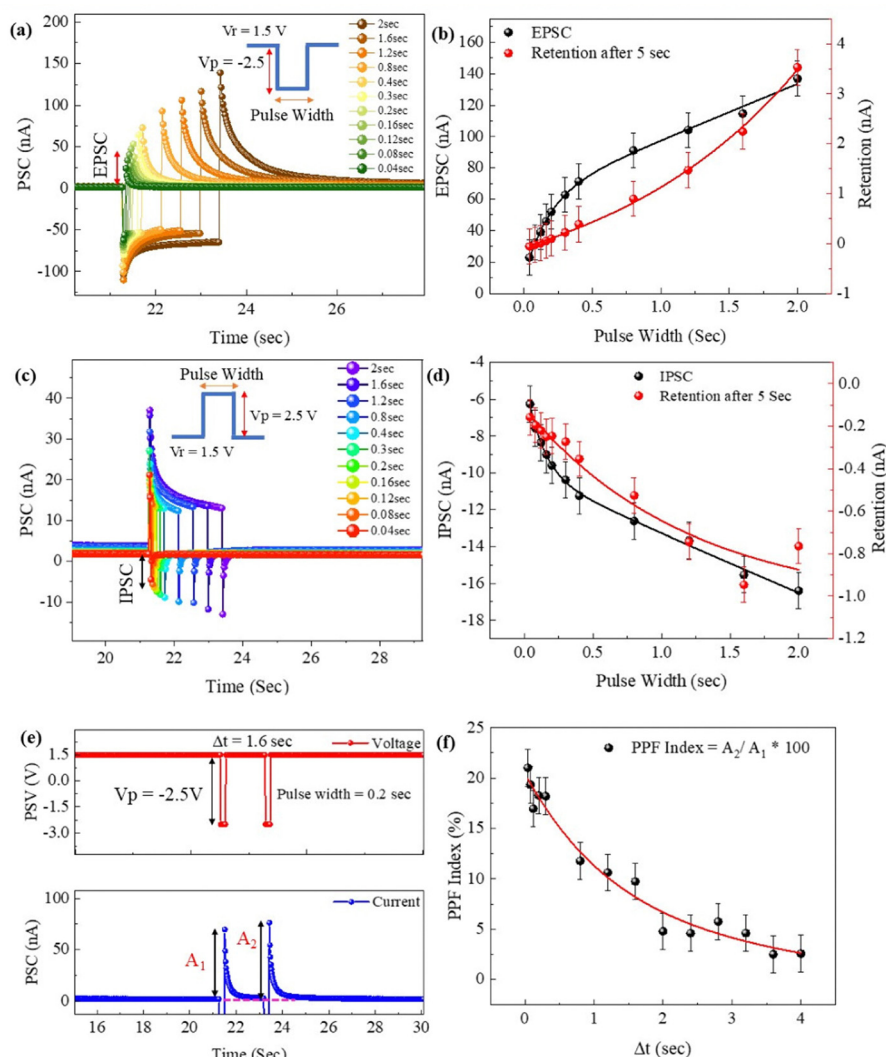 (a)
Vr = 1.5 V
Vp = -2.5
Pulse Width
2sec
1.6sec
1.2sec
0.8sec
0.4sec
0.3sec
0.2sec
0.16sec
0.12sec
0.08sec
0.04sec
EPSC
PSC (nA)
150
100
50
0
-50
-100
22
24
26
Time (sec)
(b)
EPSC
Retention after 5 sec
EPSC (nA)
160
140
120
100
80
60
40
20
0
Retention (nA)
4
3
2
1
0
-1
0.0
0.5
1.0
1.5
2.0
Pulse Width (Sec)
(c)
Pulse Width
Vp = 2.5 V
Vr = 1.5V
2sec
1.6sec
1.2sec
0.8sec
0.4sec
0.3sec
0.2sec
0.16sec
0.12sec
0.08sec
0.04sec
IPSC
PSC (nA)
40
30
20
10
0
-10
20
22
24
26
28
Time (Sec)
(d)
IPSC
Retention after 5 Sec
IPSC (nA)
-4
-6
-8
-10
-12
-14
-16
-18
Retention (nA)
0.0
-0.2
-0.4
-0.6
-0.8
-1.0
-1.2
0.0
0.5
1.0
1.5
2.0
Pulse Width (sec)
(e)
Δt = 1.6 sec
Voltage
Vp = -2.5V
Pulse width = 0.2 sec
PSV (V)
1.5
0.0
-1.5
-3.0
Current
A1
A2
PSC (nA)
100
50
0
15
18
21
24
27
30
Time (Sec)
(f)
PPF Index = A2/ A1 * 100
PPF Index (%)
25
20
15
10
5
0
0
1
2
3
4
Δt (sec)